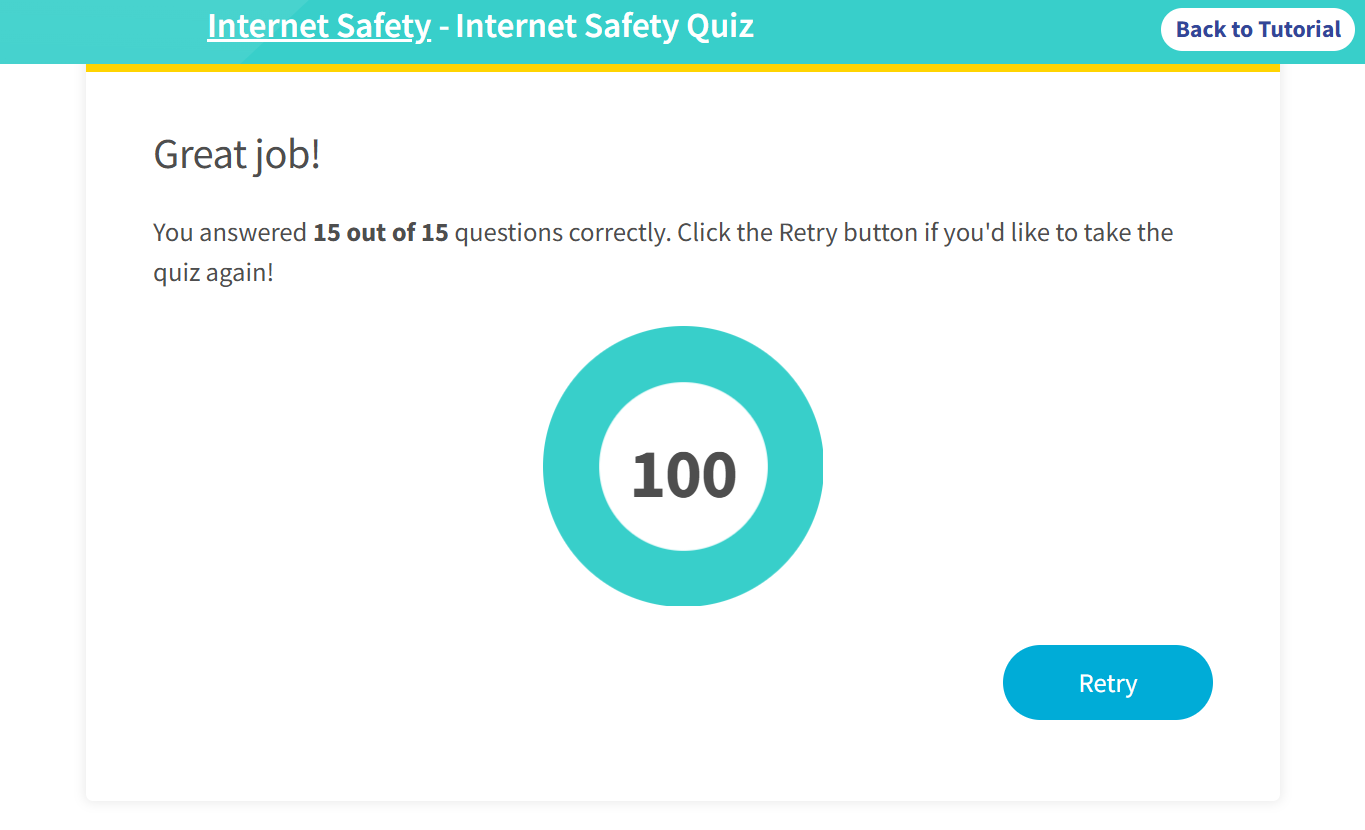 Internet Safety - Internet Safety Quiz
Back to Tutorial
Great job!
You answered 15 out of 15 questions correctly. Click the Retry button if you'd like to take the
quiz again!
100
Retry